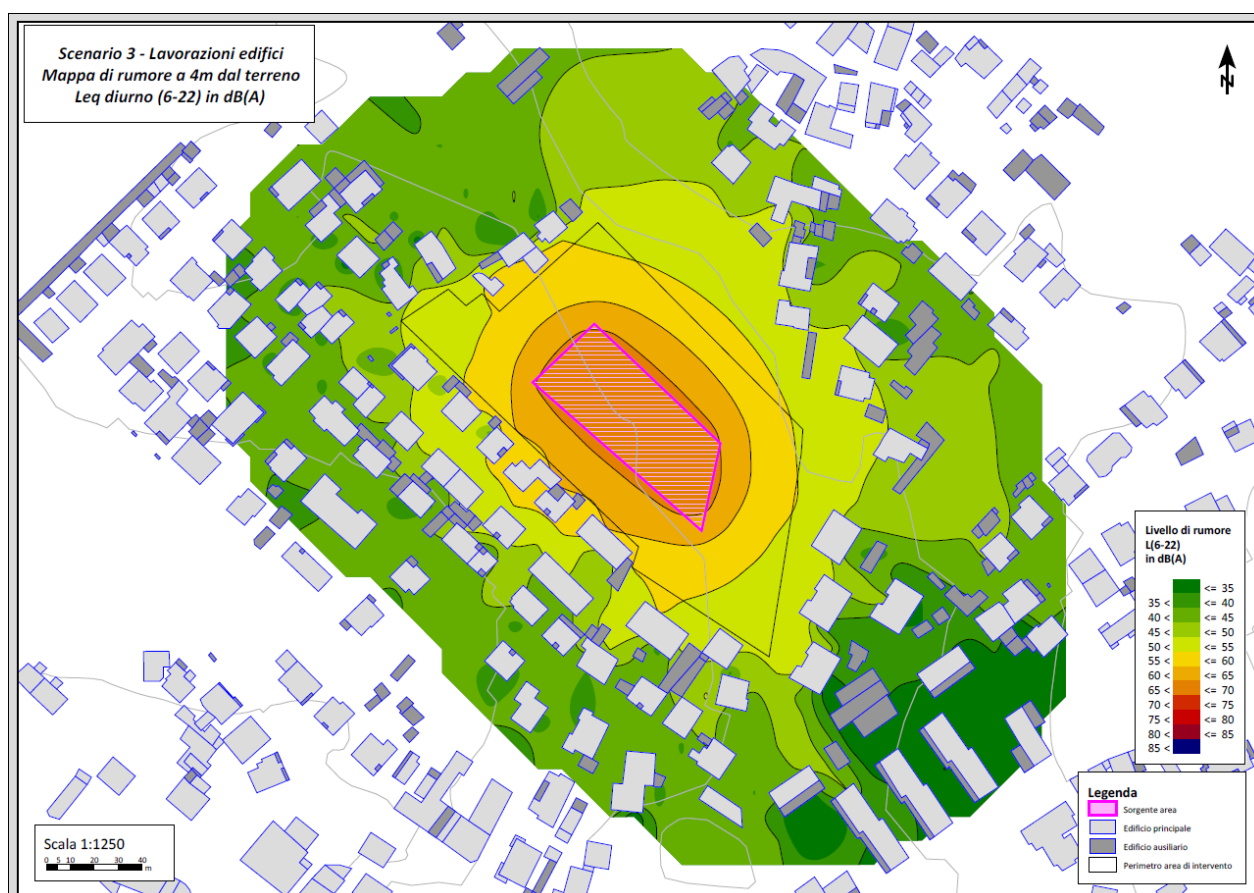 Scenario 3 - Lavorazioni edifici
Mappa di rumore a 4m dal terreno
Leq diurno (6-22) in dB(A)
N
Livello di rumore
L(6-22)
in dB(A)
<= 35
35 < <= 40
40 < <= 45
45 < <= 50
50 < <= 55
55 < <= 60
60 < <= 65
65 < <= 70
70 < <= 75
75 < <= 80
80 < <= 85
85 <
Legenda
Sorgente area
Edificio principale
Edificio ausiliario
Perimetro area di intervento
Scala 1:1250
0 5 10 20 30 40
m